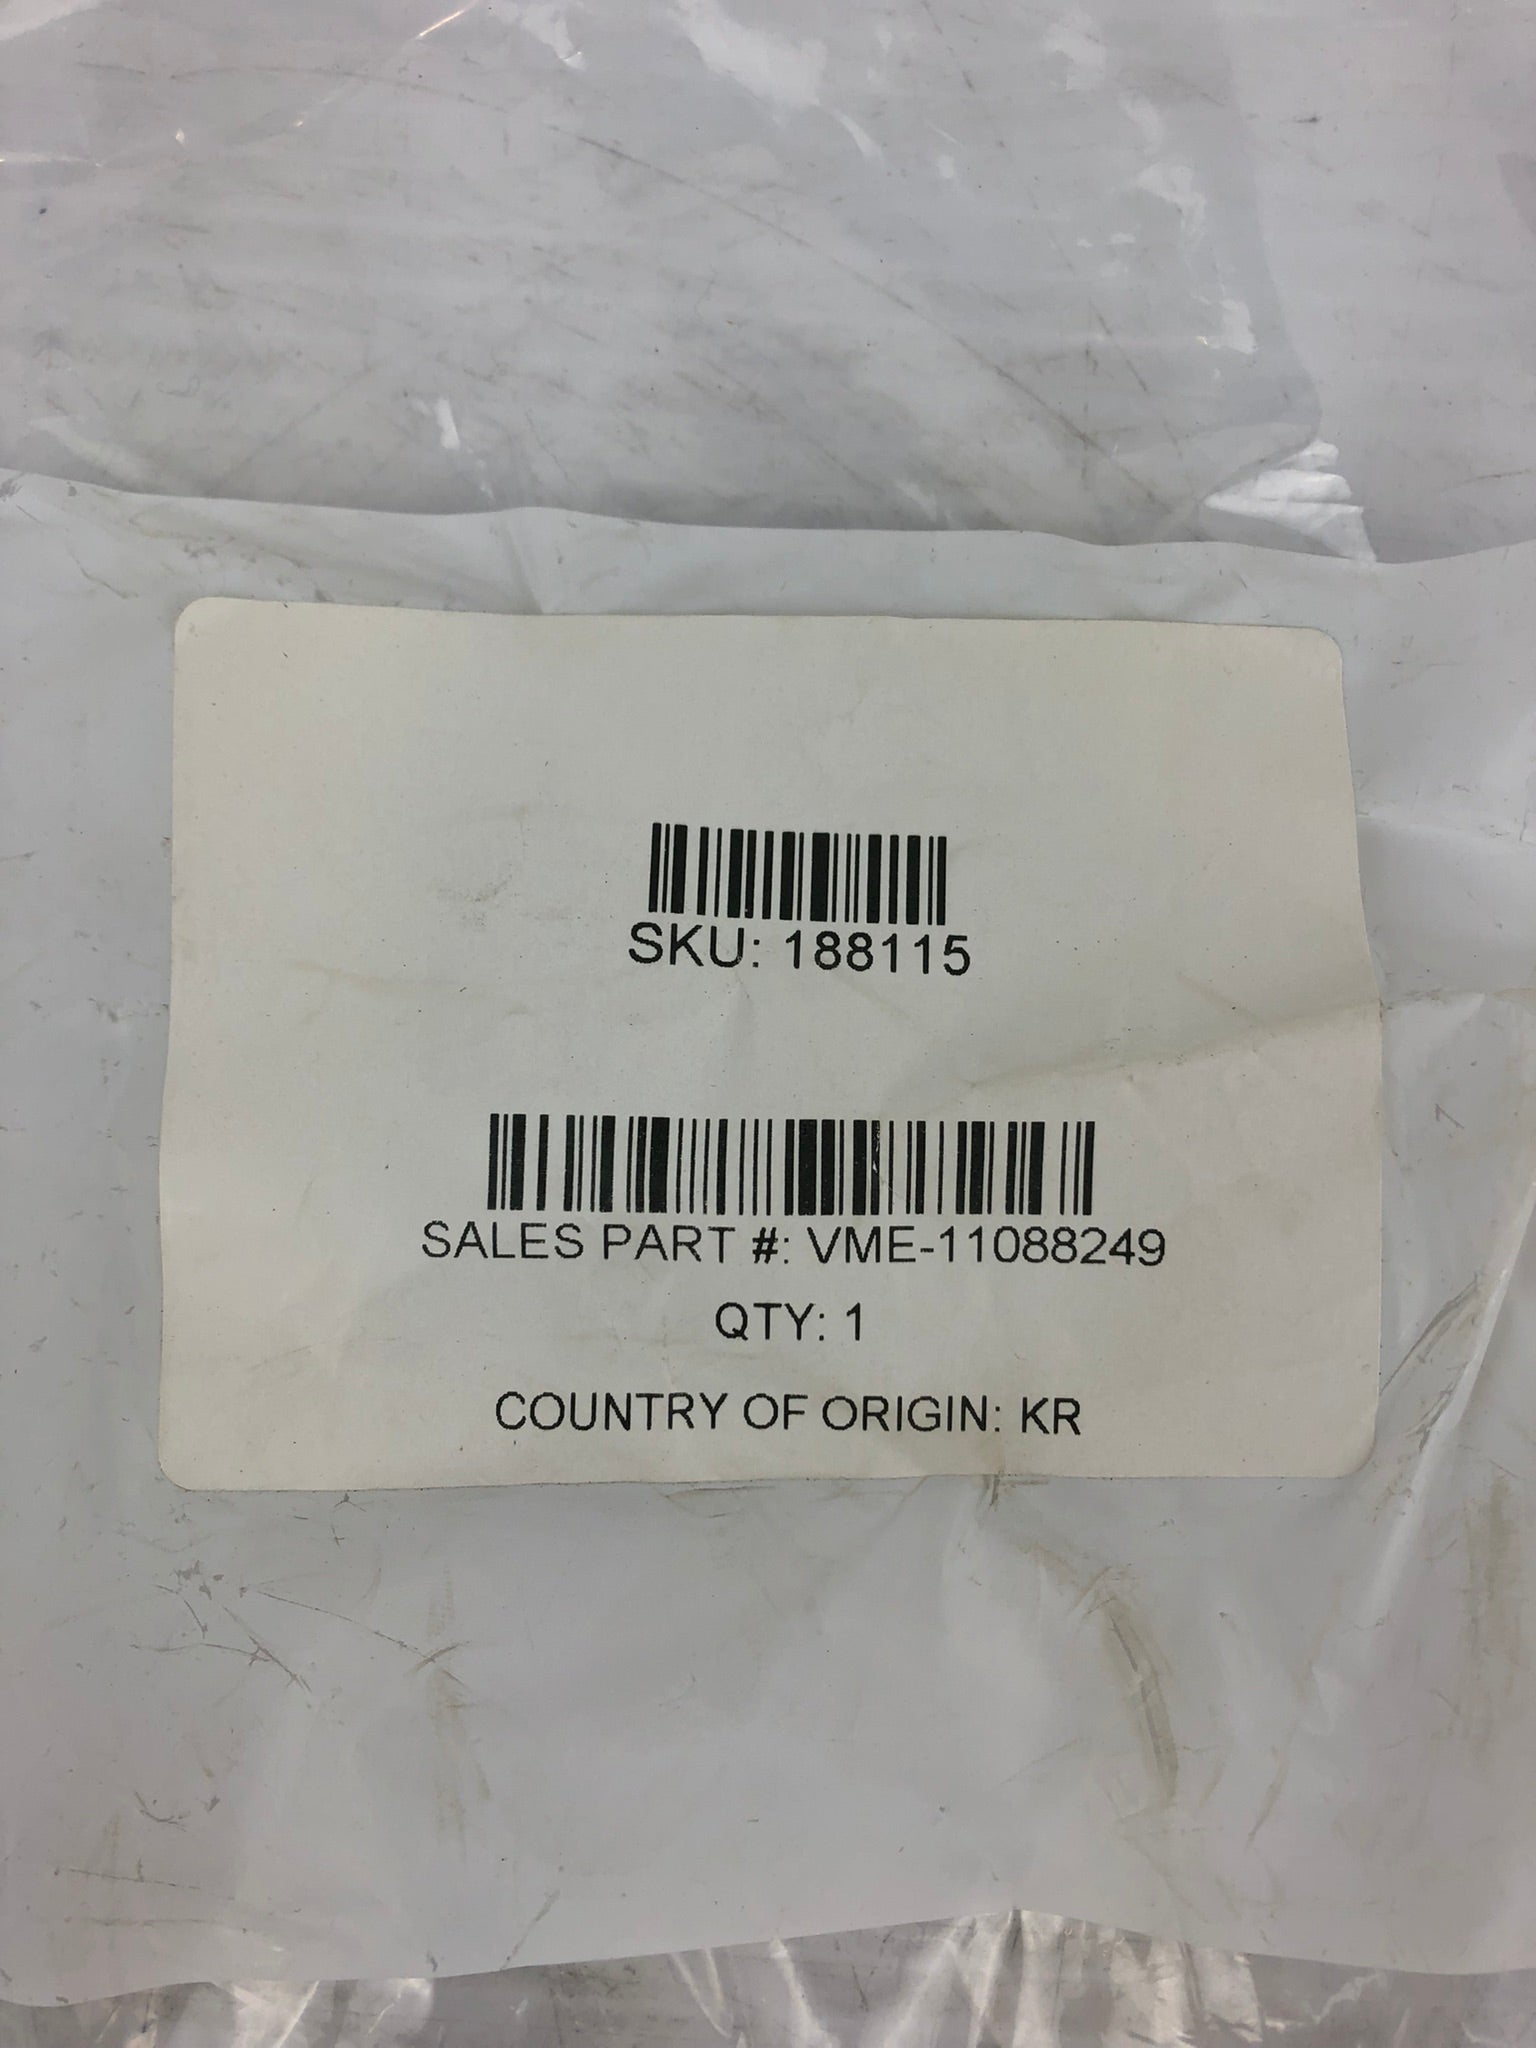 SKU: 188115
SALES PART #: VME-11088249
QTY: 1
COUNTRY OF ORIGIN: KR